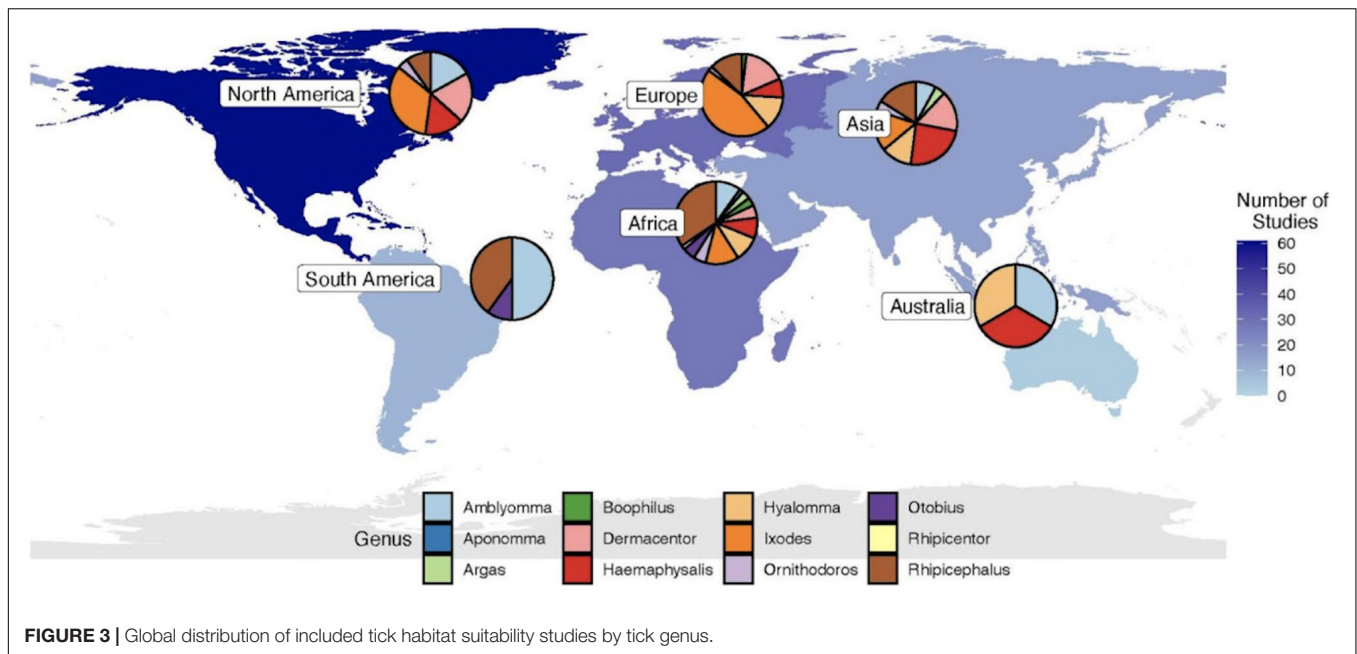 North America
Europe
Asia
Africa
South America
Australia
Number of
Studies
60
50
40
30
20
10
0
Genus
Amblyomma
Boophilus
Hyalomma
Otobius
Aponomma
Dermacentor
Ixodes
Rhipicentor
Argas
Haemaphysalis
Ornithodoros
Rhipicephalus
FIGURE 3 | Global distribution of included tick habitat suitability studies by tick genus.